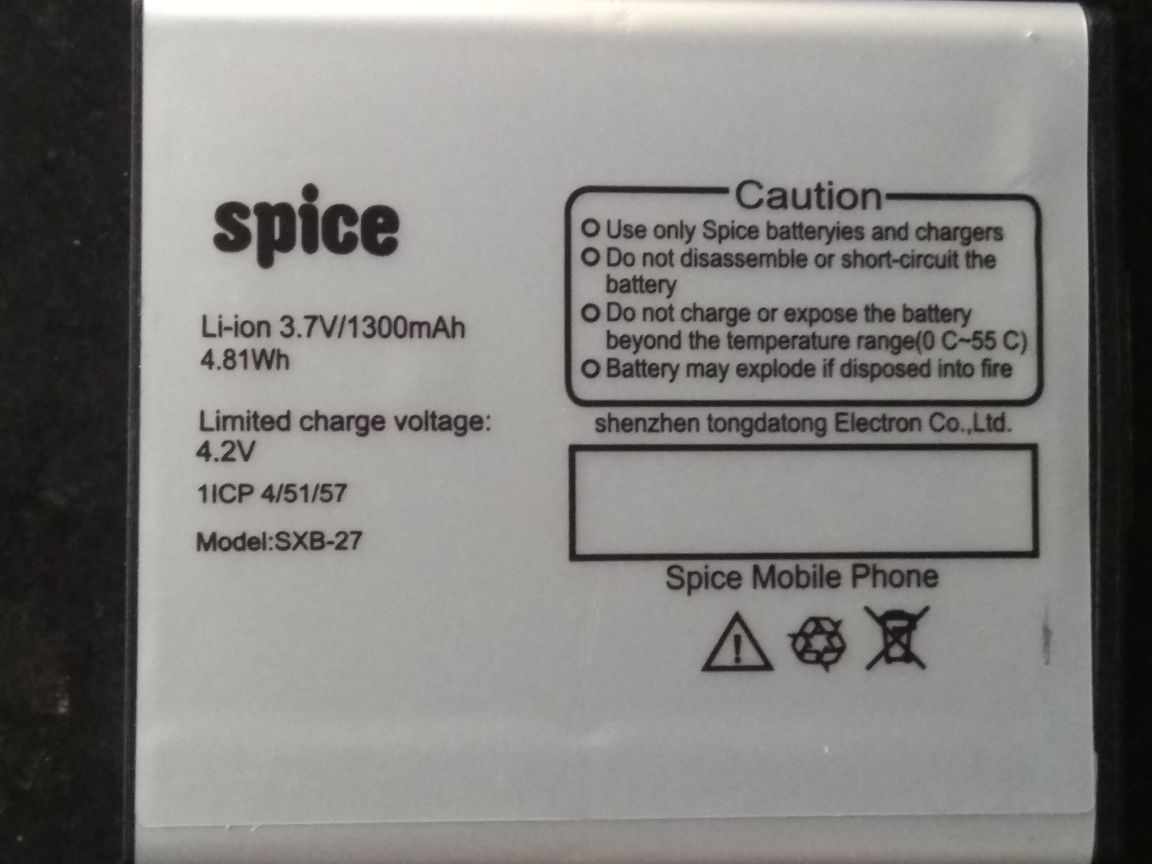 spice
Li-ion 3.7V/1300mAh
4.81Wh
Limited charge voltage:
4.2V
1ICP 4/51/57
Model:SXB-27
Caution
Use only Spice batteryies and chargers
Do not disassemble or short-circuit the
battery
Do not charge or expose the battery
beyond the temperature range(0 C~55 C)
Battery may explode if disposed into fire
shenzhen tongdatong Electron Co.,Ltd.
Spice Mobile Phone